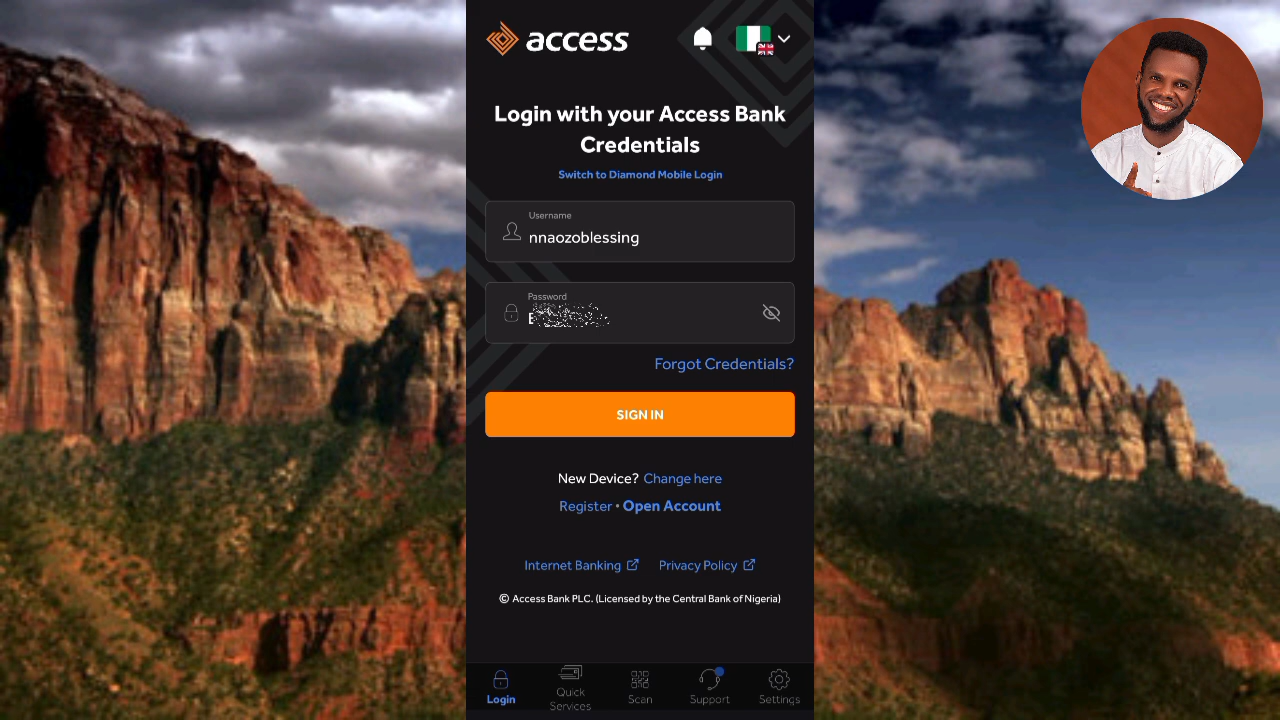 access
Login with your Access Bank
Credentials
Switch to Diamond Mobile Login
Username
nnaozoblessing
Password
Forgot Credentials?
SIGN IN
New Device? Change here
Register • Open Account
Internet Banking Privacy Policy
© Access Bank PLC. (Licensed by the Central Bank of Nigeria)
Login
Quick
Services
Scan
Support
Settings